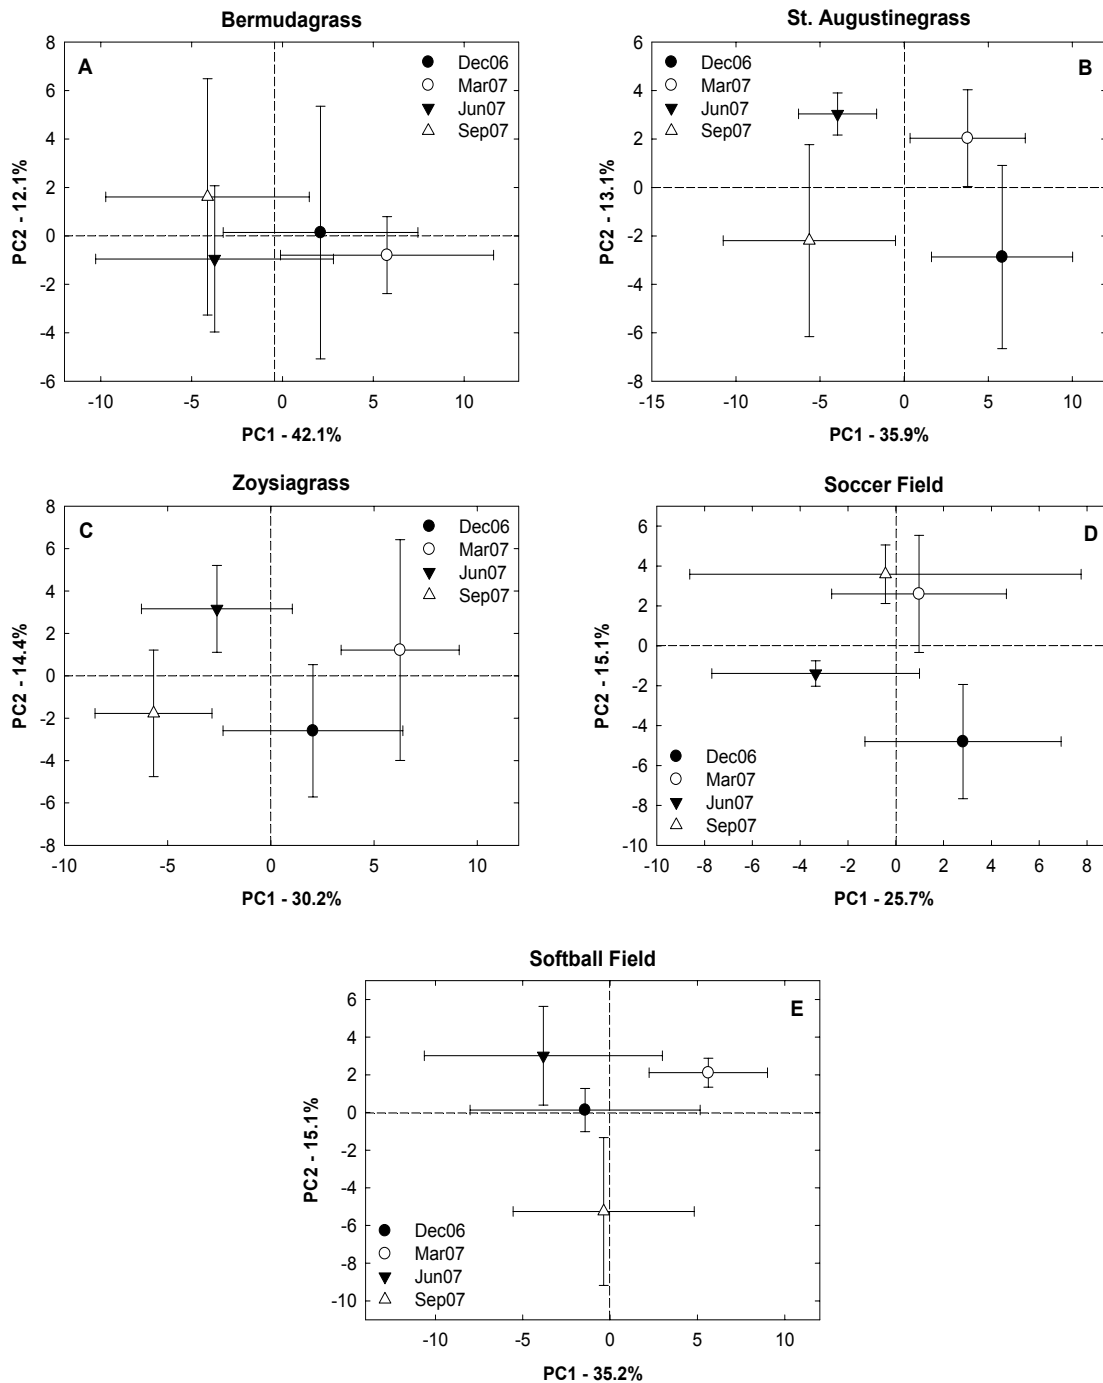 Bermudagrass
A
Dec06
Mar07
Jun07
Sep07
8
6
4
2
0
-2
-4
-6
PC2 - 12.1%
-10 -5 0 5 10
PC1 - 42.1%
St. Augustinegrass
B
Dec06
Mar07
Jun07
Sep07
6
4
2
0
-2
-4
-6
-8
PC2 - 13.1%
-15 -10 -5 0 5 10
PC1 - 35.9%
Zoysiagrass
C
Dec06
Mar07
Jun07
Sep07
8
6
4
2
0
-2
-4
-6
-8
PC2 - 14.4%
-10 -5 0 5 10
PC1 - 30.2%
Soccer Field
D
6
4
2
0
-2
-4
-6
-8
-10
PC2 - 15.1%
Dec06
Mar07
Jun07
Sep07
-10 -8 -6 -4 -2 0 2 4 6 8
PC1 - 25.7%
Softball Field
E
6
4
2
0
-2
-4
-6
-8
-10
PC2 - 15.1%
Dec06
Mar07
Jun07
Sep07
-10 -5 0 5 10
PC1 - 35.2%